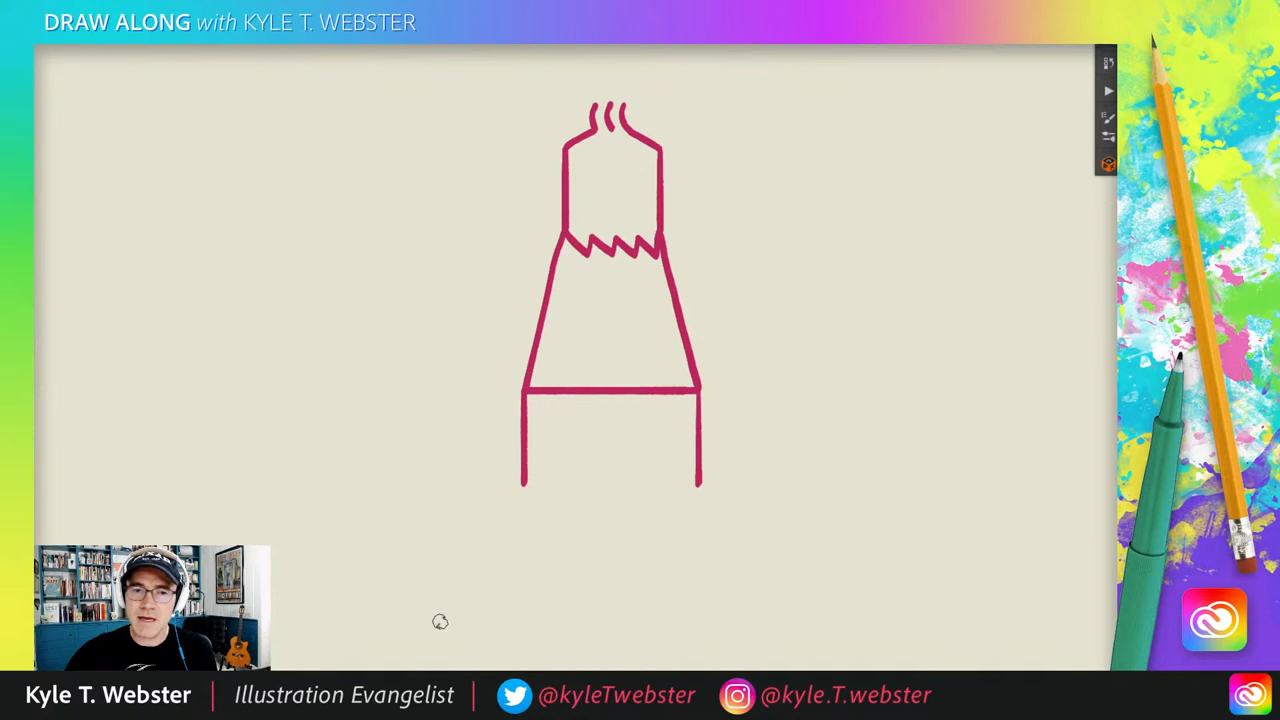 DRAW ALONG with KYLE T. WEBSTER
Kyle T. Webster | Illustration Evangelist | @kyleTwebster @kyle.T.webster